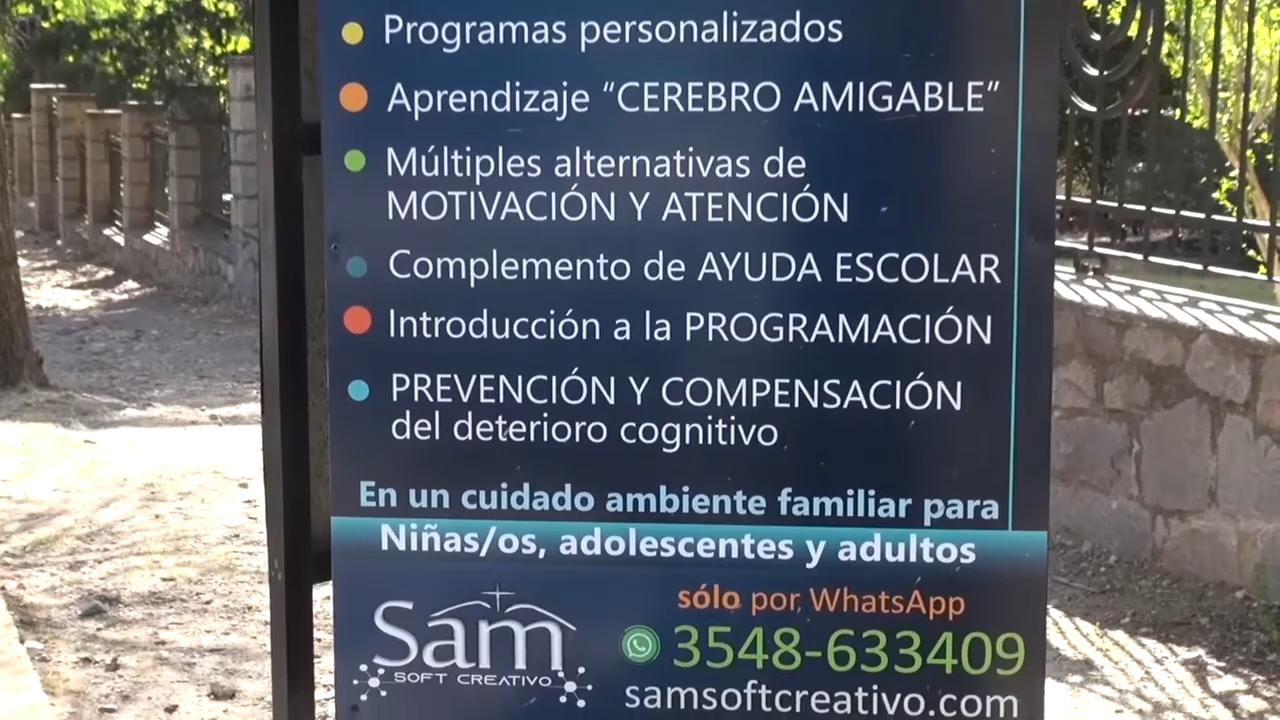 Programas personalizados
Aprendizaje “CEREBRO AMIGABLE”
Múltiples alternativas de
MOTIVACIÓN Y ATENCIÓN
Complemento de AYUDA ESCOLAR
Introducción a la PROGRAMACIÓN
PREVENCIÓN Y COMPENSACIÓN
del deterioro cognitivo
En un cuidado ambiente familiar para
Niñas/os, adolescentes y adultos
Sam
SOFT CREATIVO
sólo por WhatsApp
3548-633409
samsoftcreativo.com